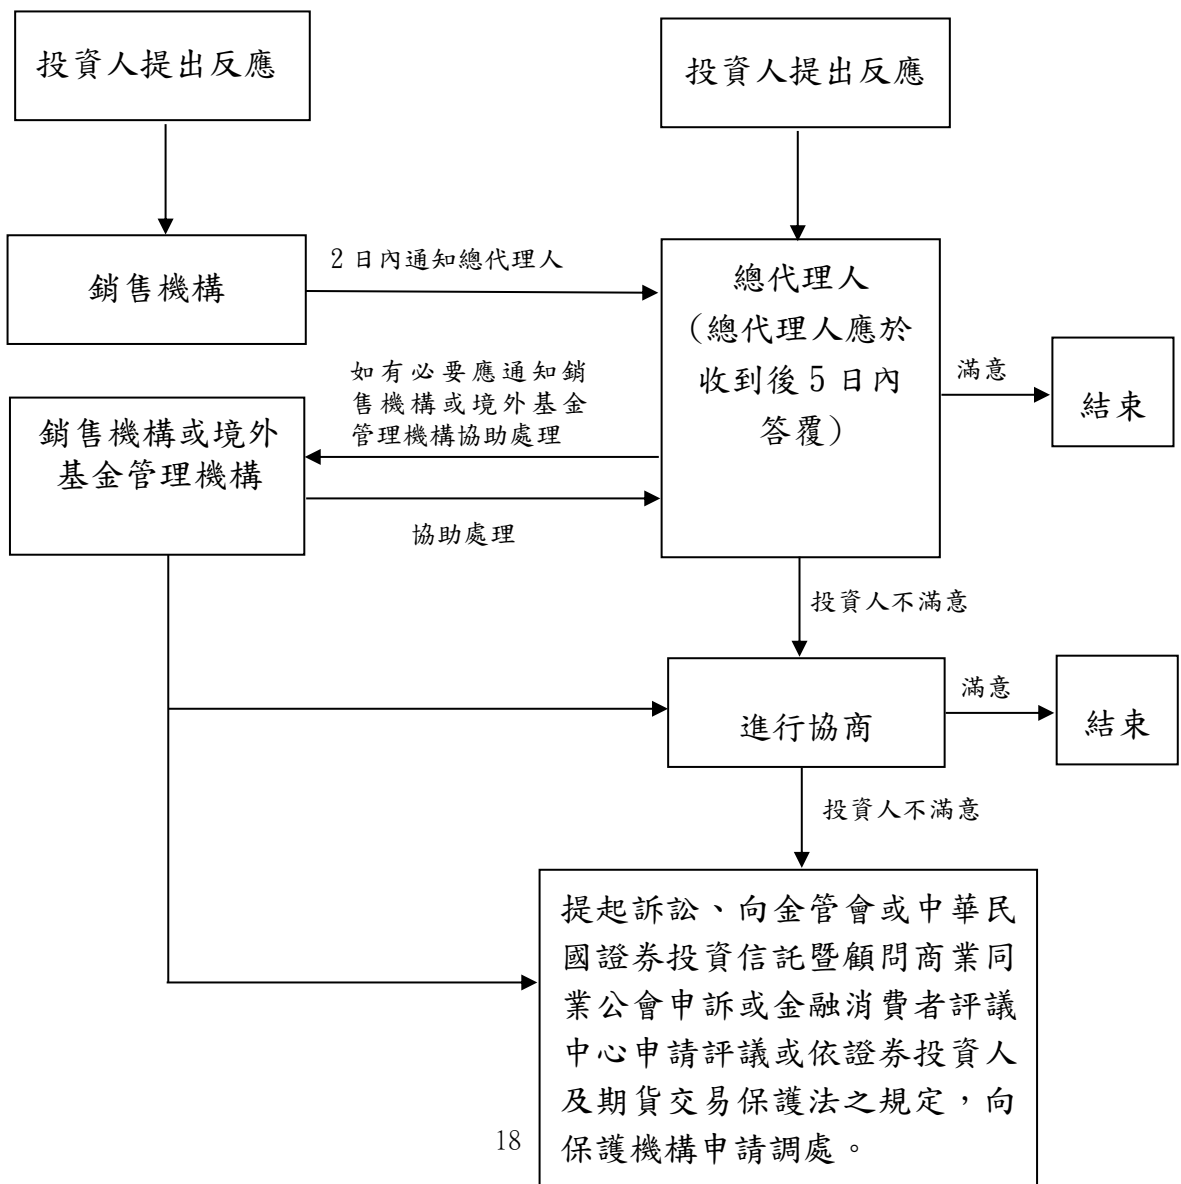 投資人提出反應
投資人提出反應
銷售機構
2 日內通知總代理人
總代理人
(總代理人應於
收到後 5 日內
答覆)
滿意
結束
如有必要應通知銷
售機構或境外基金
管理機構協助處理
銷售機構或境外
基金管理機構
協助處理
投資人不滿意
進行協商
滿意
結束
投資人不滿意
提起訴訟、向金管會或中華民
國證券投資信託暨顧問商業同
業公會申訴或金融消費者評議
中心申請評議或依證券投資人
及期貨交易保護法之規定，向
保護機構申請調處。
18